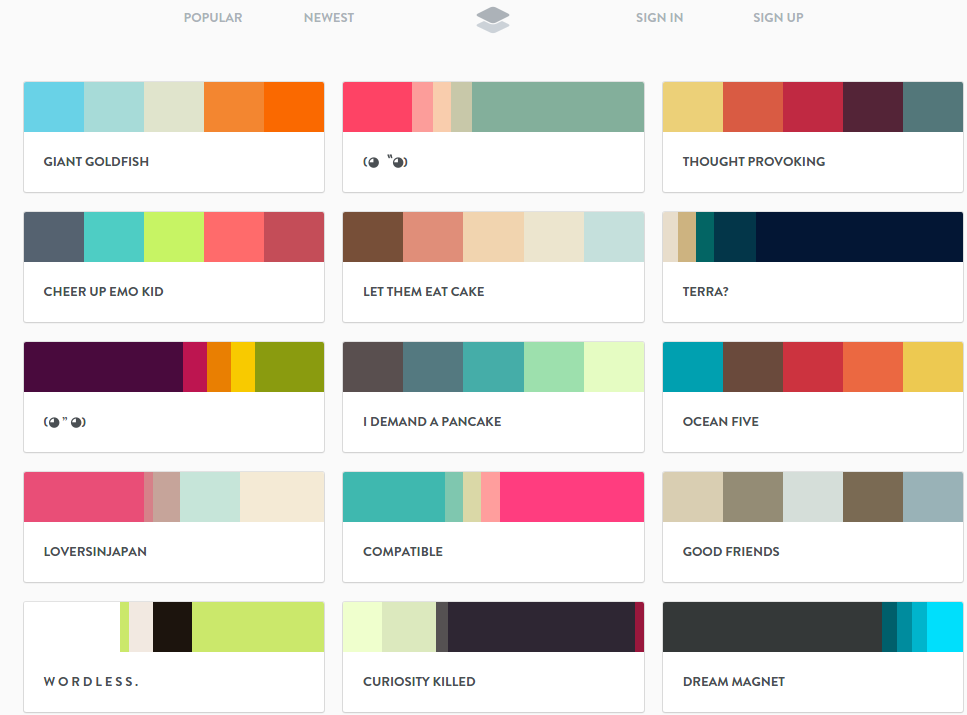 POPULAR NEWEST SIGN IN SIGN UP
GIANT GOLDFISH
(◕ 〝◕)
THOUGHT PROVOKING
CHEER UP EMO KID
LET THEM EAT CAKE
TERRA?
(◕ ” ◕)
I DEMAND A PANCAKE
OCEAN FIVE
LOVERSINJAPAN
COMPATIBLE
GOOD FRIENDS
W O R D L E S S .
CURIOSITY KILLED
DREAM MAGNET